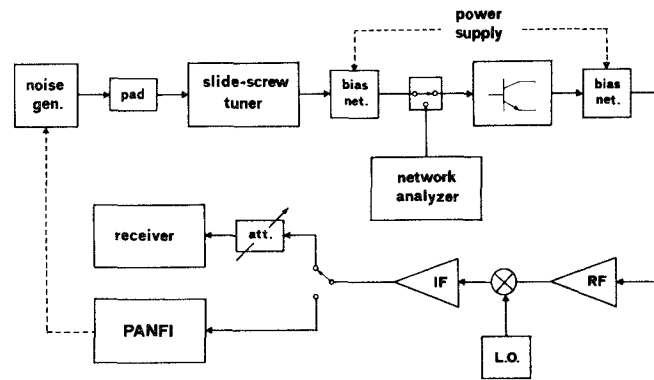 power
supply
noise
gen.
pad
slide-screw
tuner
bias
net.
bias
net.
network
analyzer
receiver
att.
IF
RF
PANFI
L.O.